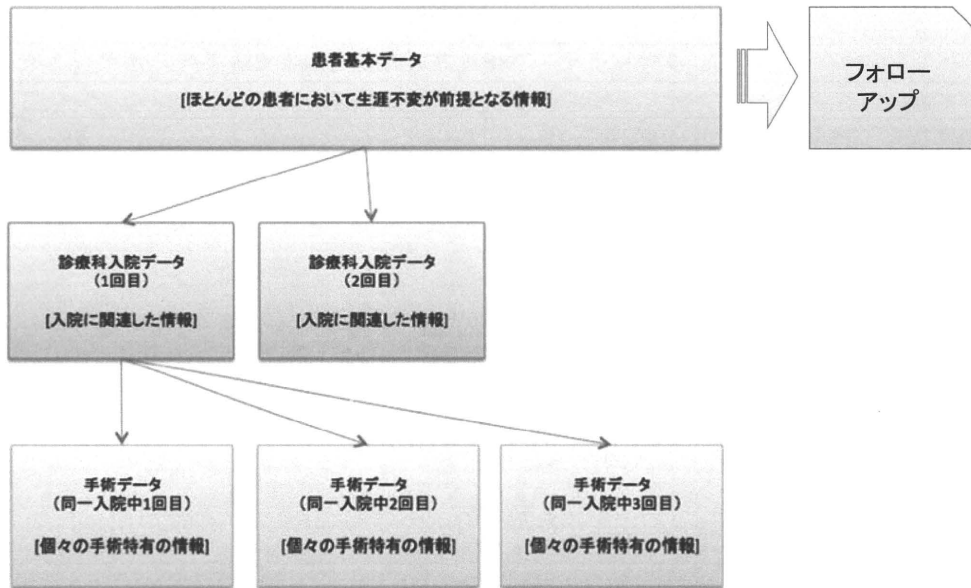 患者基本データ
[ほとんどの患者において生涯不変が前提となる情報]
フォロー
アップ
診療科入院データ
(1回目)
[入院に関連した情報]
診療科入院データ
(2回目)
[入院に関連した情報]
手術データ
(同一入院中1回目)
[個々の手術特有の情報]
手術データ
(同一入院中2回目)
[個々の手術特有の情報]
手術データ
(同一入院中3回目)
[個々の手術特有の情報]